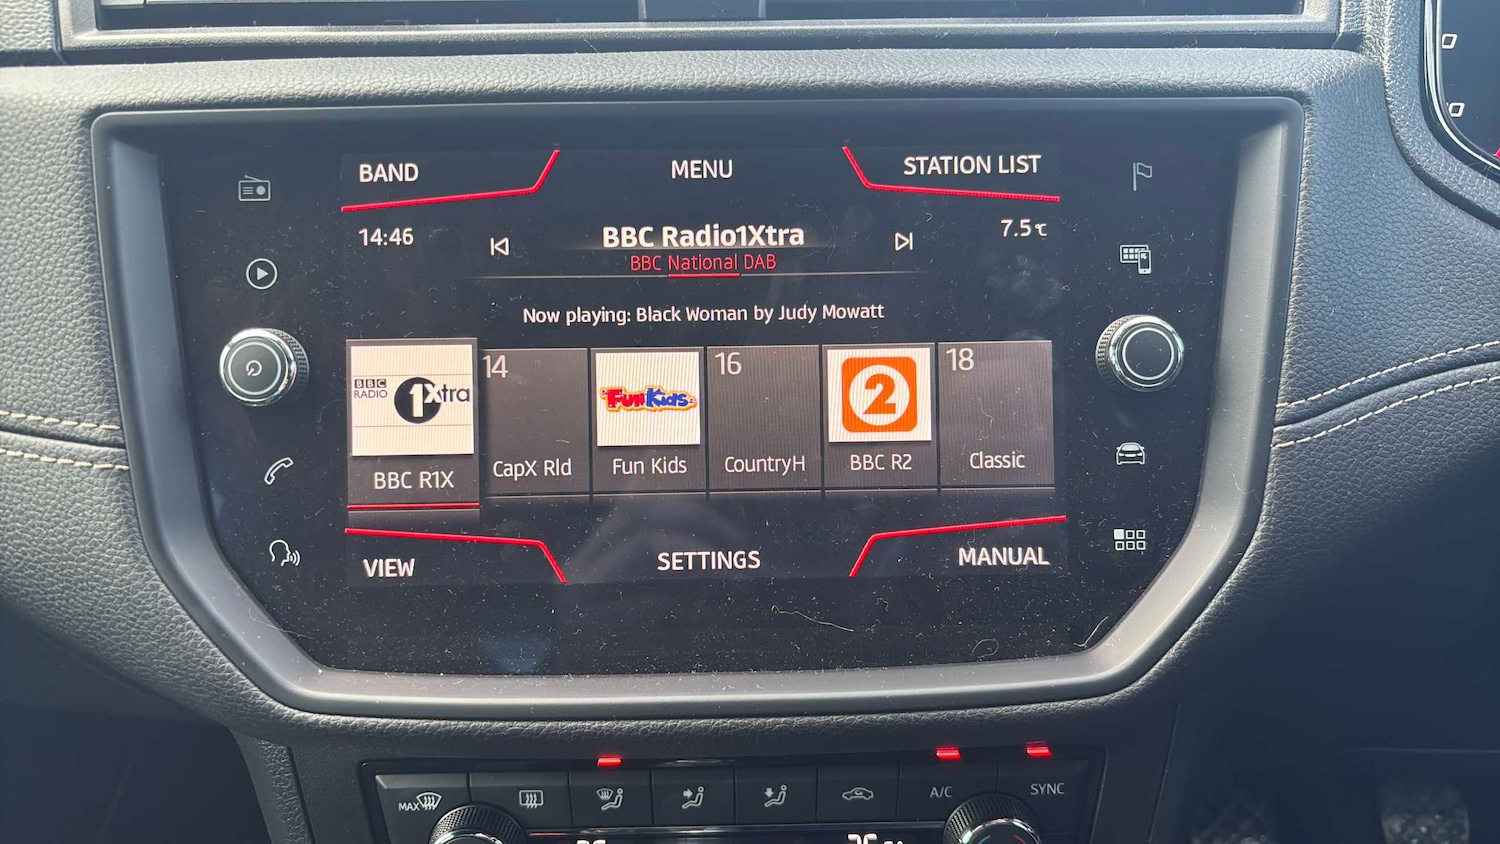 BAND
MENU
STATION LIST
14:46
BBC Radio1Xtra
7.5°C
BBC National DAB
Now playing: Black Woman by Judy Mowatt
BBC RADIO 1Xtra
14
FUN KIDS
16
2
18
BBC R1X
CapX Rld
Fun Kids
CountryH
BBC R2
Classic
VIEW
SETTINGS
MANUAL
MAX
A/C
SYNC